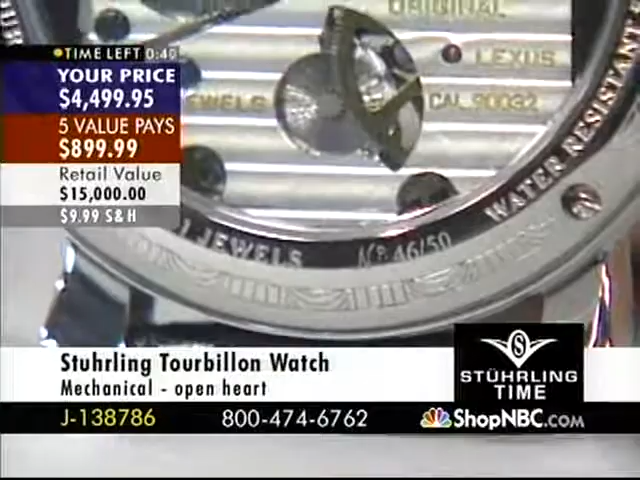 ORIGINAL
TIME LEFT 0:40
LEXUS
YOUR PRICE
$4,499.95
JEWELS
CAL.90032
5 VALUE PAYS
$899.99
Retail Value
$15,000.00
$9.99 S&H
WATER RESISTANT
JEWELS
46/50
Stuhrling Tourbillon Watch
Mechanical - open heart
S
STÜHRLING
TIME
J-138786
800-474-6762
ShopNBC.COM